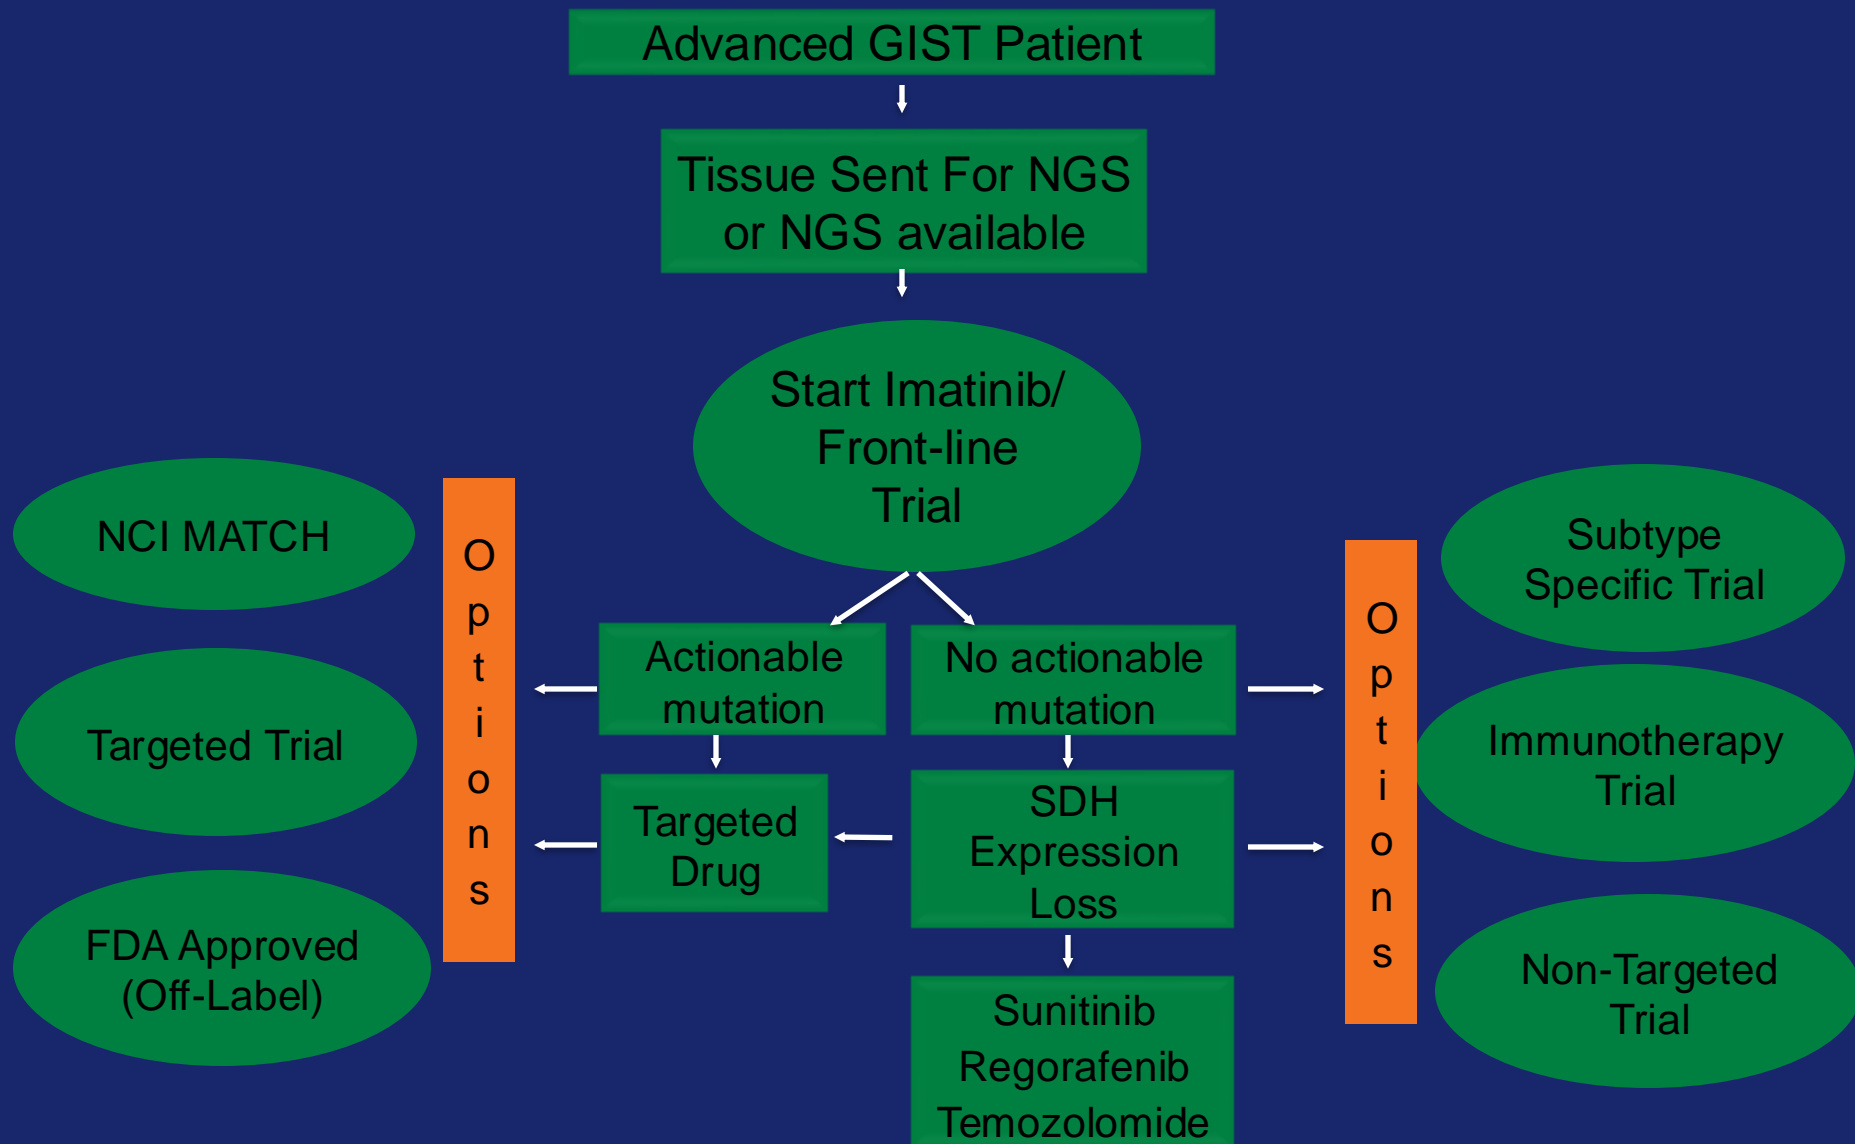 Advanced GIST Patient
Tissue Sent For NGS
or NGS available
Start Imatinib/
Front-line
Trial
NCI MATCH
Targeted Trial
FDA Approved
(Off-Label)
Options
Actionable
mutation
No actionable
mutation
Targeted
Drug
SDH
Expression
Loss
Sunitinib
Regorafenib
Temozolomide
Options
Subtype
Specific Trial
Immunotherapy
Trial
Non-Targeted
Trial